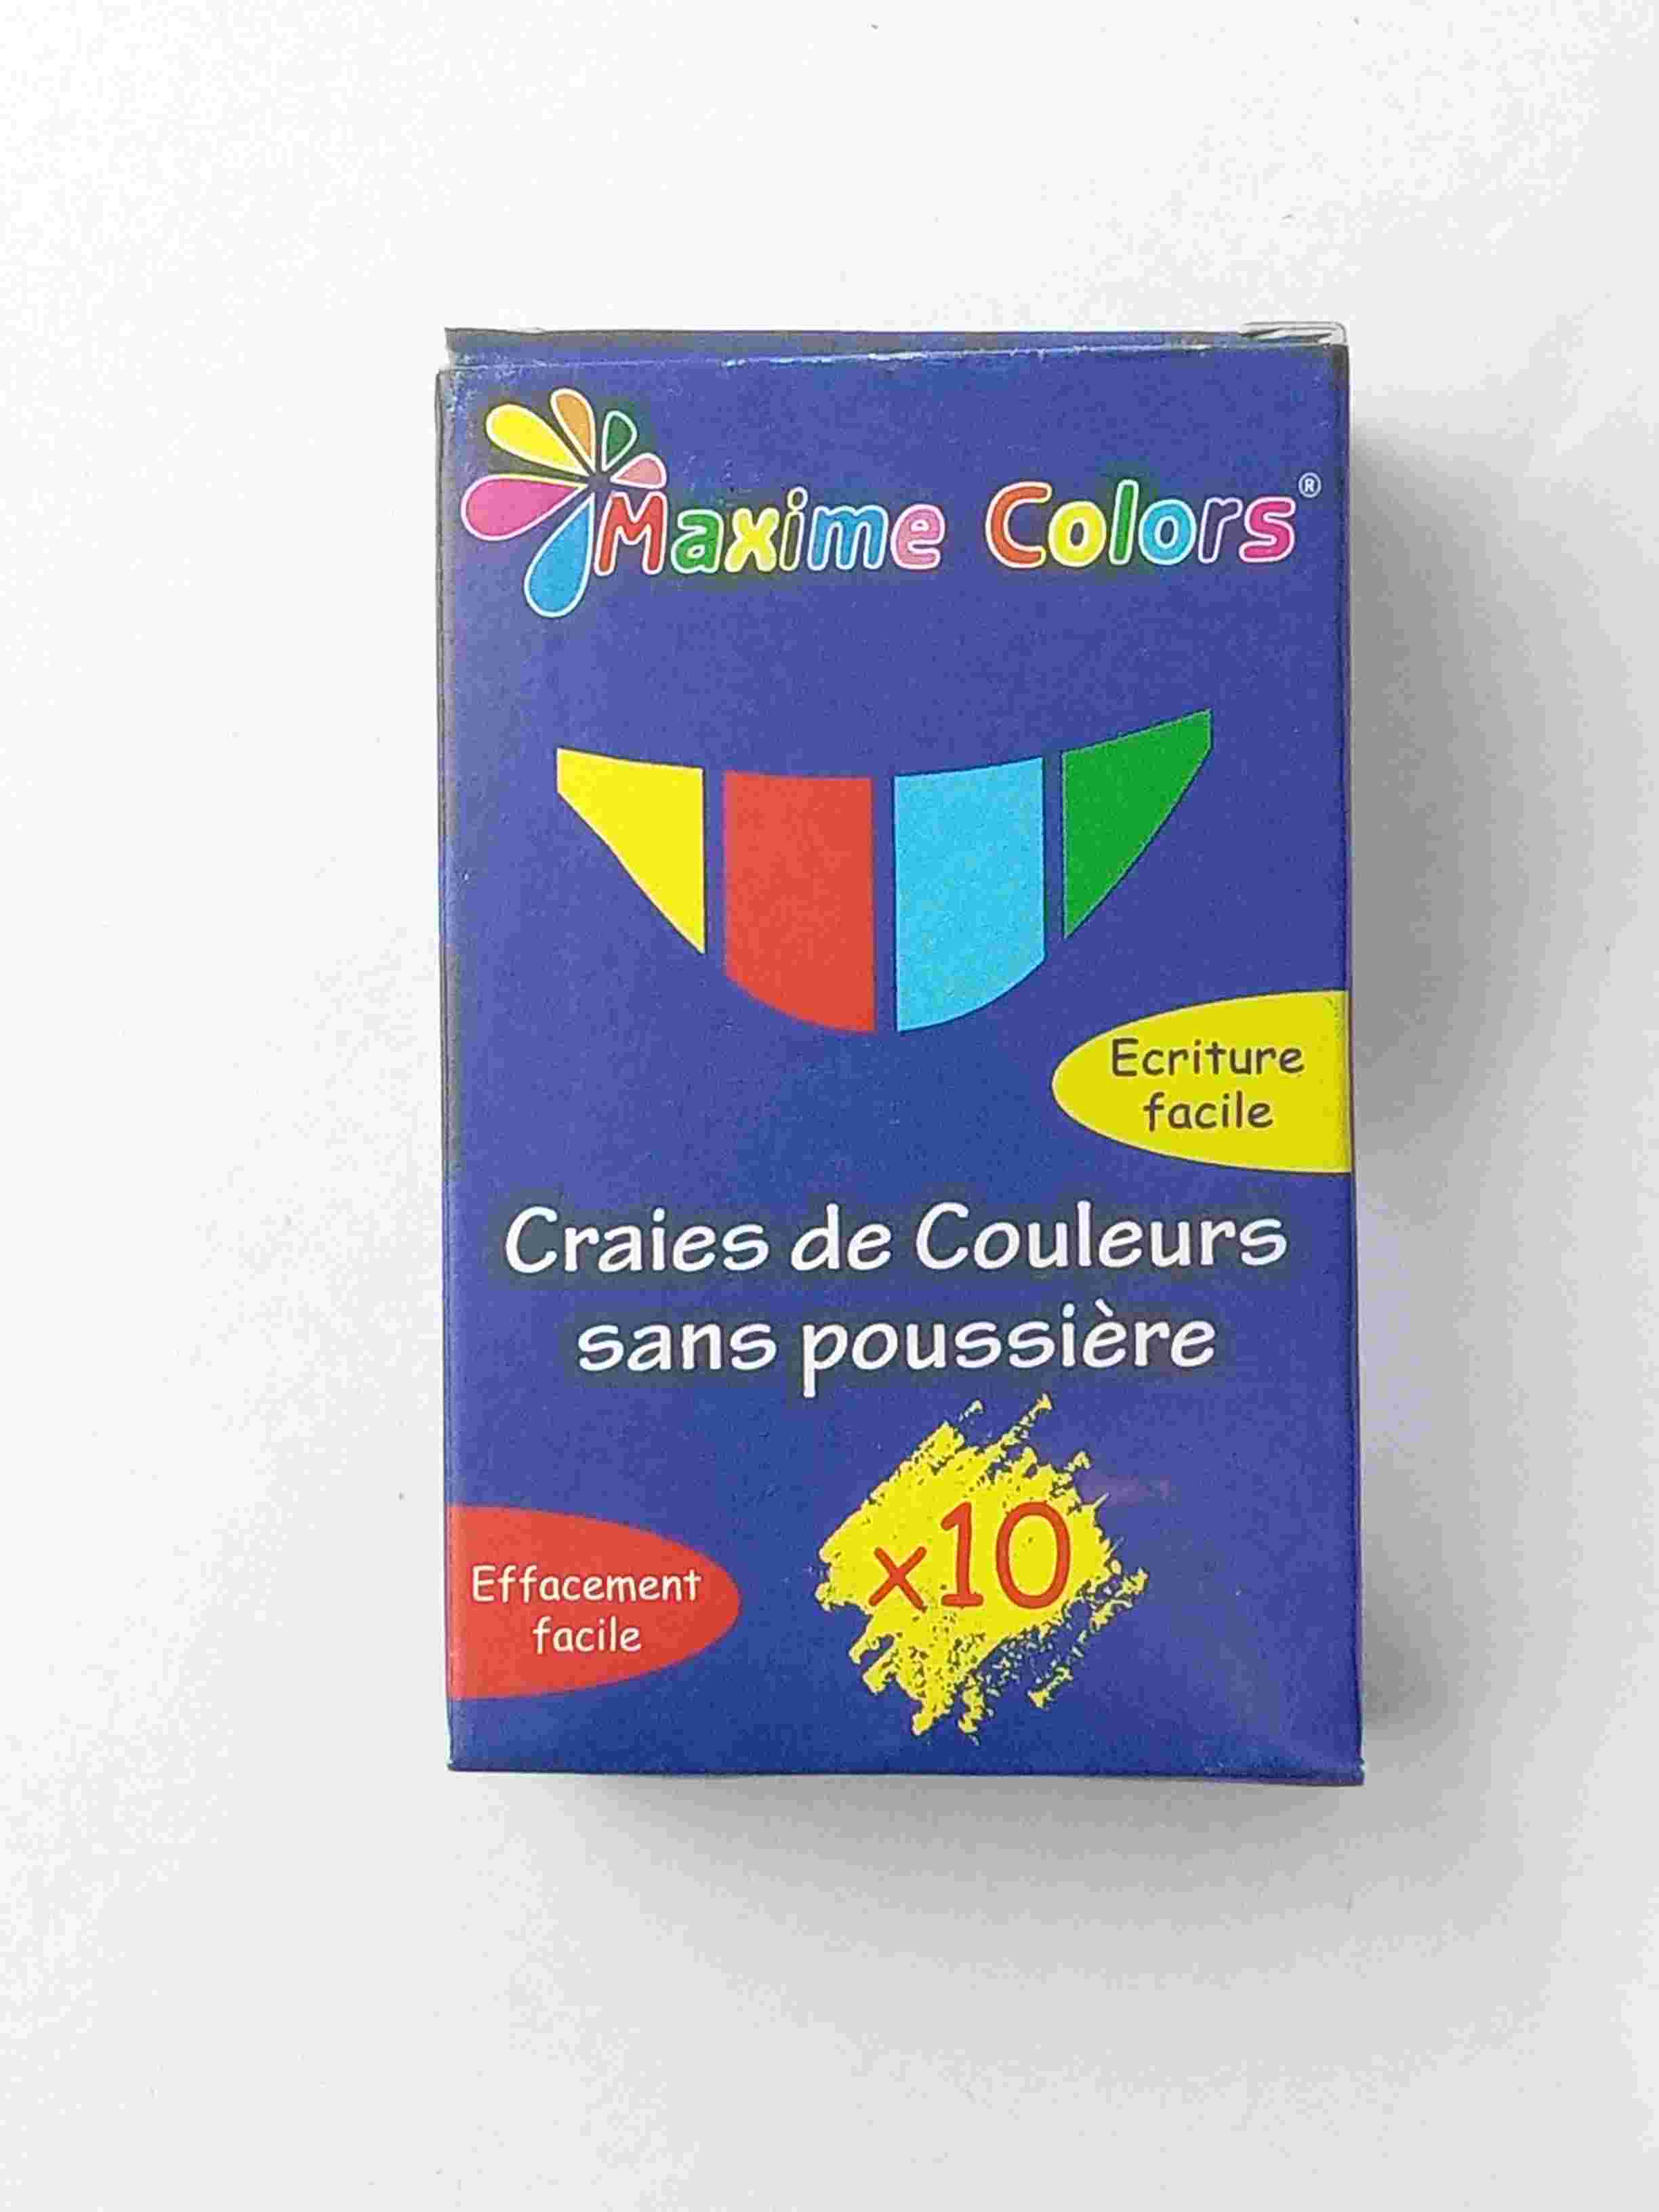 Maxime Colors®
Ecriture
facile
Craies de Couleurs
sans poussière
x10
Effacement
facile